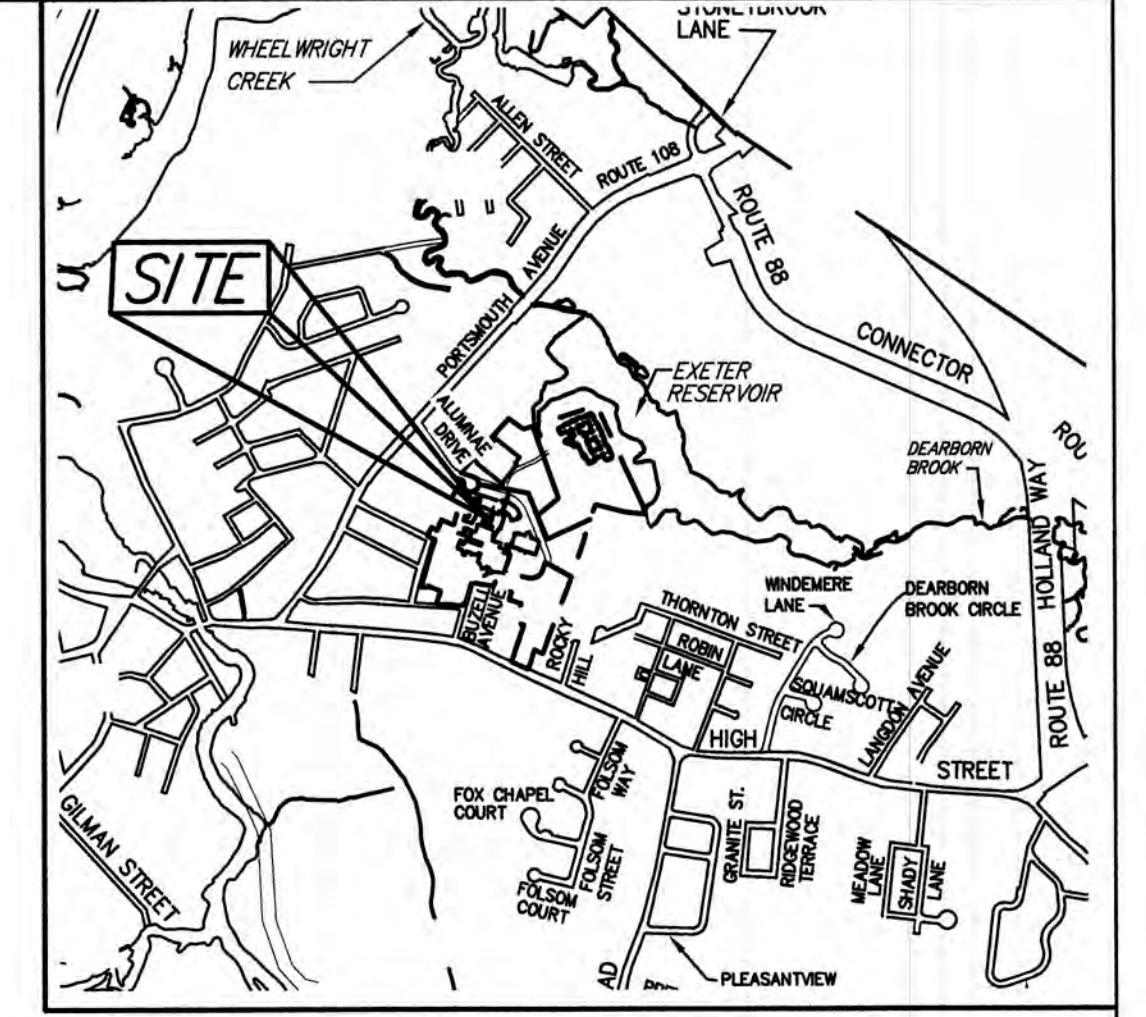 STONEYBROOK
LANE
WHEELWRIGHT
CREEK
ALLEN STREET
ROUTE 108
ROUTE 88
SITE
PORTSMOUTH AVENUE
CONNECTOR
EXETER
RESERVOIR
ALUMNAE
DRIVE
DEARBORN
BROOK
ROU
ROUTE 88 HOLLAND WAY
WINDEMERE
LANE
DEARBORN
BROOK CIRCLE
THORNTON STREET
BUZELL
AVENUE
ROCKY
HILL
ROBIN
LANE
SQUAMSCOTT
CIRCLE
LANGDON AVENUE
HIGH STREET
FOLSOM
WAY
FOX CHAPEL
COURT
GRANITE ST.
RIDGEWOOD
TERRACE
MEADOW
LANE
SHADY
LANE
GILMAN STREET
FOLSOM
STREET
FOLSOM
COURT
AD
PLEASANTVIEW